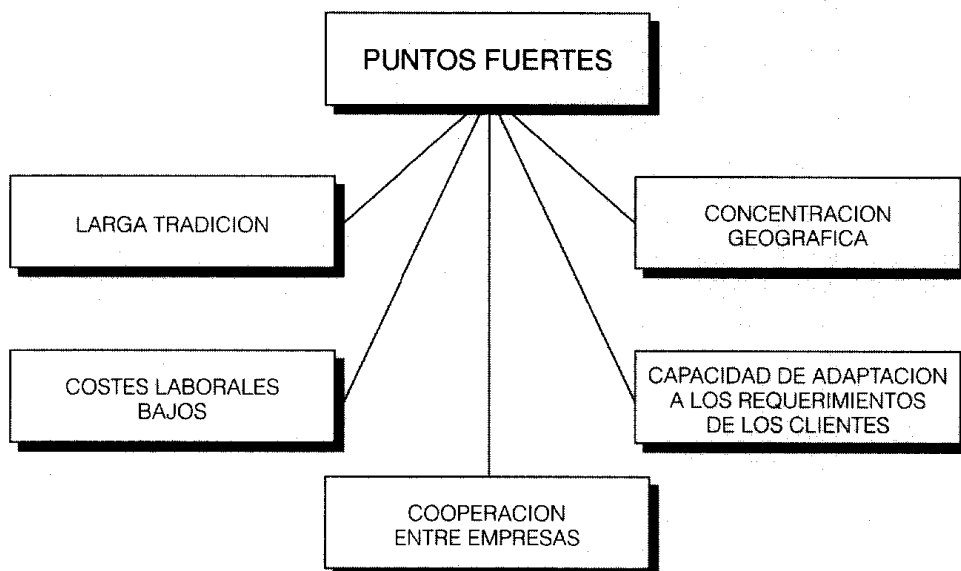 PUNTOS FUERTES
LARGA TRADICION
CONCENTRACION
GEOGRAFICA
COSTES LABORALES
BAJOS
CAPACIDAD DE ADAPTACION
A LOS REQUERIMIENTOS
DE LOS CLIENTES
COOPERACION
ENTRE EMPRESAS